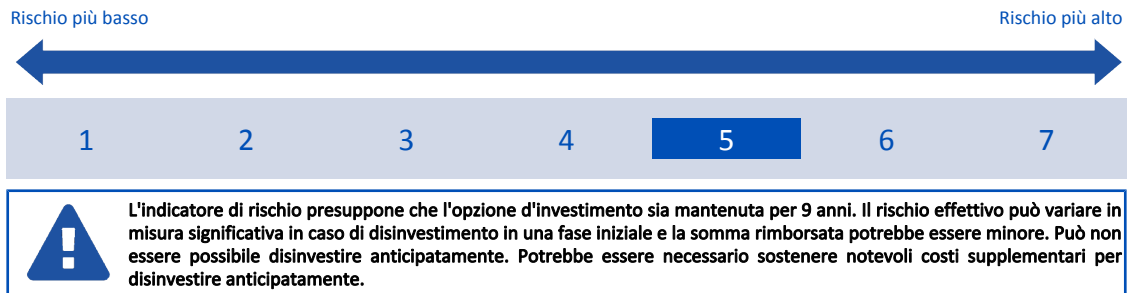 Rischio più basso Rischio più alto
1 2 3 4 5 6 7
L'indicatore di rischio presuppone che l'opzione d'investimento sia mantenuta per 9 anni. Il rischio effettivo può variare in
misura significativa in caso di disinvestimento in una fase iniziale e la somma rimborsata potrebbe essere minore. Può non
essere possibile disinvestire anticipatamente. Potrebbe essere necessario sostenere notevoli costi supplementari per
disinvestire anticipatamente.